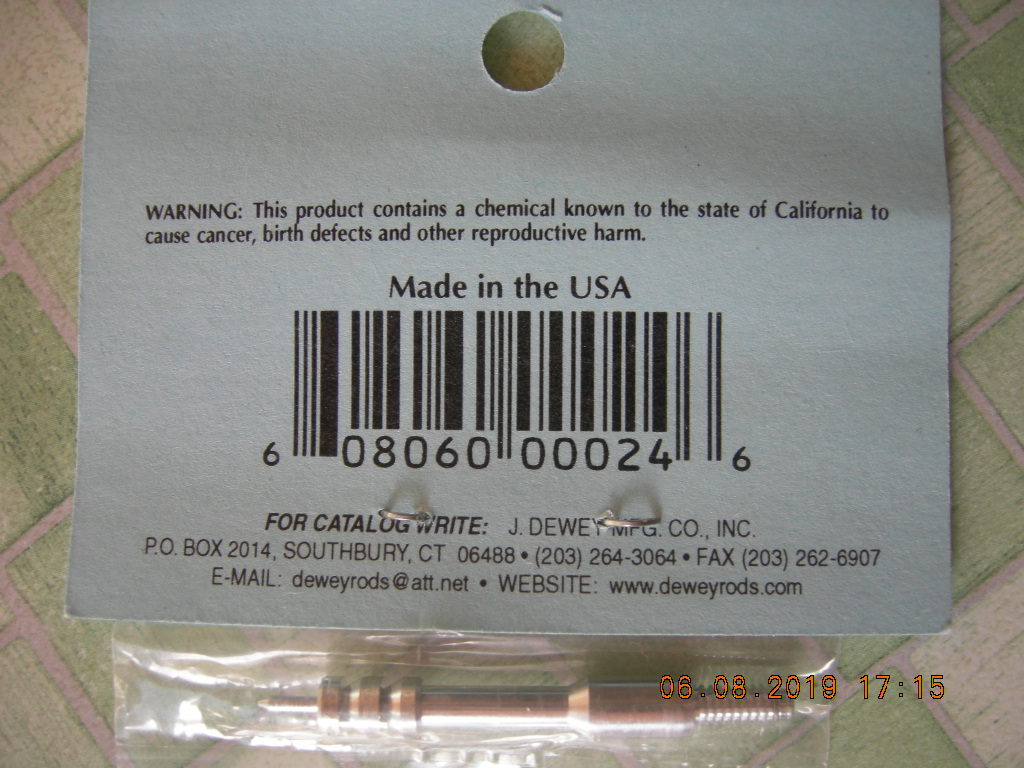 WARNING: This product contains a chemical known to the state of California to
cause cancer, birth defects and other reproductive harm.
Made in the USA
6 08060 00024 6
FOR CATALOG WRITE: J. DEWEY MFG. CO., INC.
P.O. BOX 2014, SOUTHBURY, CT 06488 • (203) 264-3064 • FAX (203) 262-6907
E-MAIL: deweyrods@att.net • WEBSITE: www.deweyrods.com
06.08.2019 17:15